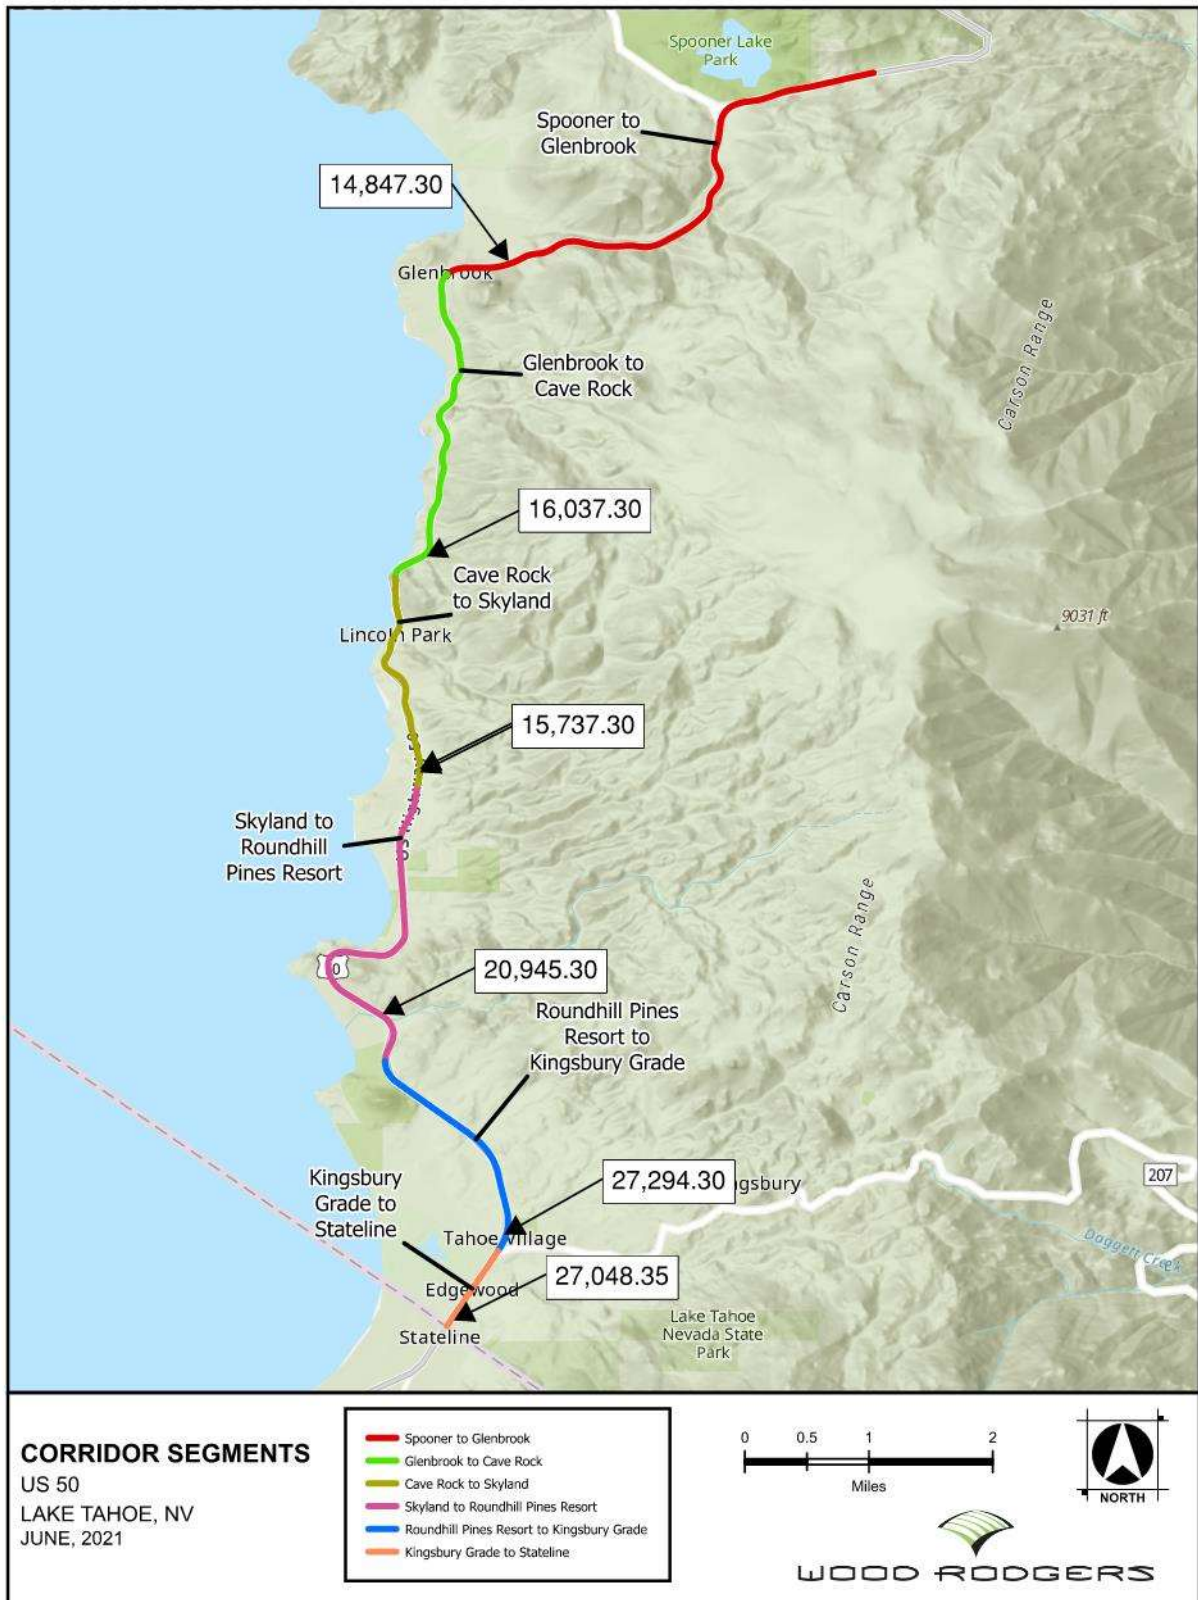 Spooner Lake
Park
Spooner to
Glenbrook
14,847.30
Glenbrook
Carson Range
Glenbrook to
Cave Rock
16,037.30
Cave Rock
to Skyland
9031 ft
Lincoln Park
15,737.30
Skyland to
Roundhill
Pines Resort
Carson Range
20,945.30
Roundhill Pines
Resort to
Kingsbury Grade
Kingsbury
Grade to
Stateline
27,294.30
ngsbury
207
Tahoe Village
Daggett Creek
27,048.35
Edgewood
Stateline
Lake Tahoe
Nevada State
Park
CORRIDOR SEGMENTS
US 50
LAKE TAHOE, NV
JUNE, 2021
Spooner to Glenbrook
Glenbrook to Cave Rock
Cave Rock to Skyland
Skyland to Roundhill Pines Resort
Roundhill Pines Resort to Kingsbury Grade
Kingsbury Grade to Stateline
0 0.5 1 2
Miles
NORTH
WOOD RODGERS